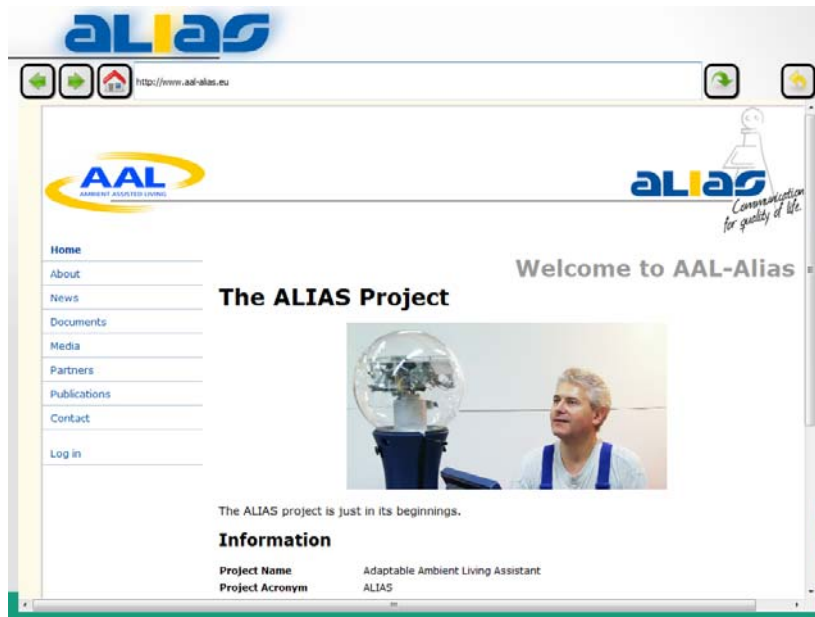 aLIas
http://www.aal-alias.eu
AAL
AMBIENT ASSISTED LIVING
aLIas
Communication
for quality of life.
Home
About
News
Documents
Media
Partners
Publications
Contact
Log in
Welcome to AAL-Alias
The ALIAS Project
The ALIAS project is just in its beginnings.
Information
Project Name Adaptable Ambient Living Assistant
Project Acronym ALIAS